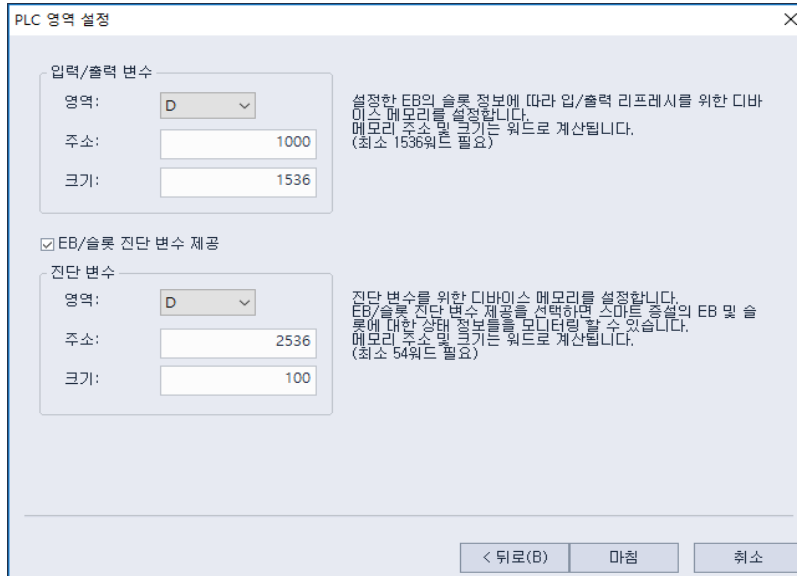 PLC 영역 설정
입력/출력 변수
영역: D
주소: 1000
크기: 1536
설정한 EB의 슬롯 정보에 따라 입/출력 리프레시를 위한 디바
이스 메모리를 설정합니다.
메모리 주소 및 크기는 워드로 계산됩니다.
(최소 1536워드 필요)
EB/슬롯 진단 변수 제공
진단 변수
영역: D
주소: 2536
크기: 100
진단 변수를 위한 디바이스 메모리를 설정합니다.
EB/슬롯 진단 변수 제공을 선택하면 스마트 증설의 EB 및 슬
롯에 대한 상태 정보들을 모니터링 할 수 있습니다.
메모리 주소 및 크기는 워드로 계산됩니다.
(최소 54워드 필요)
< 뒤로(B) 마침 취소